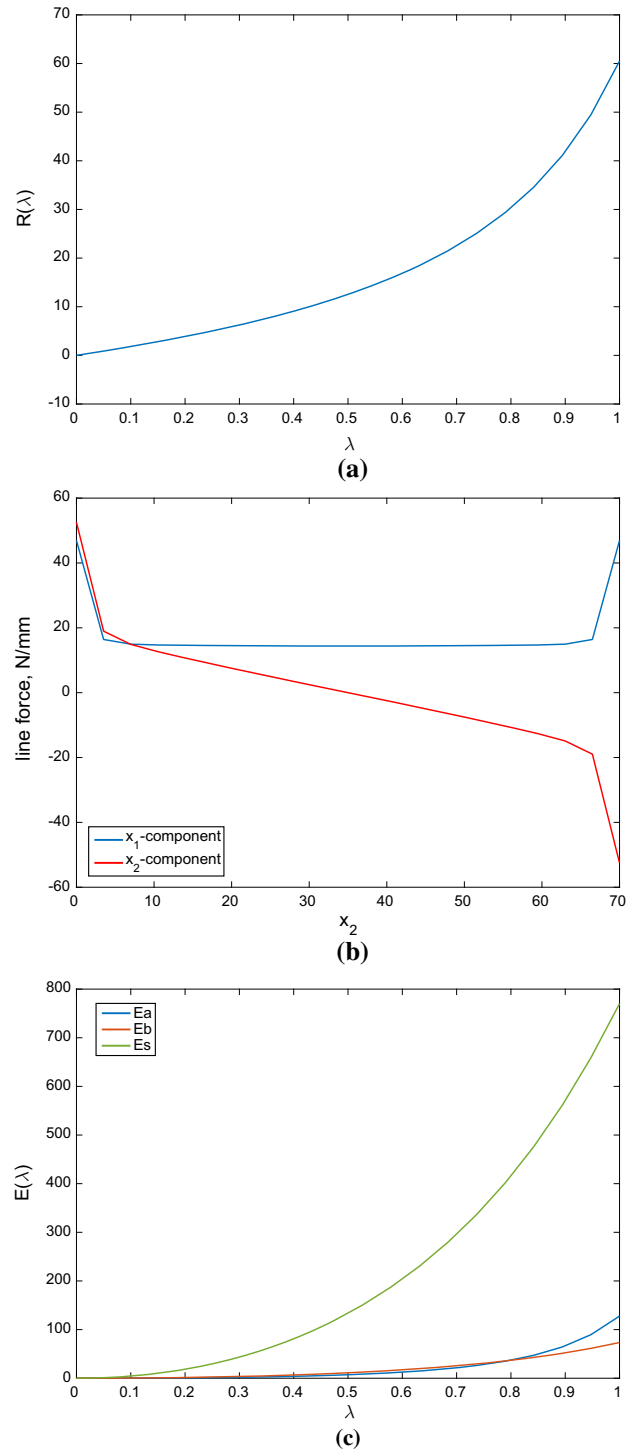 70
60
50
40
30
20
10
0
-10
R(λ)
0 0.1 0.2 0.3 0.4 0.5 0.6 0.7 0.8 0.9 1
λ
(a)
60
40
20
0
-20
-40
-60
line force, N/mm
x₁-component
x₂-component
0 10 20 30 40 50 60 70
x₂
(b)
800
700
600
500
400
300
200
100
0
E(λ)
Ea
Eb
Es
0 0.1 0.2 0.3 0.4 0.5 0.6 0.7 0.8 0.9 1
λ
(c)